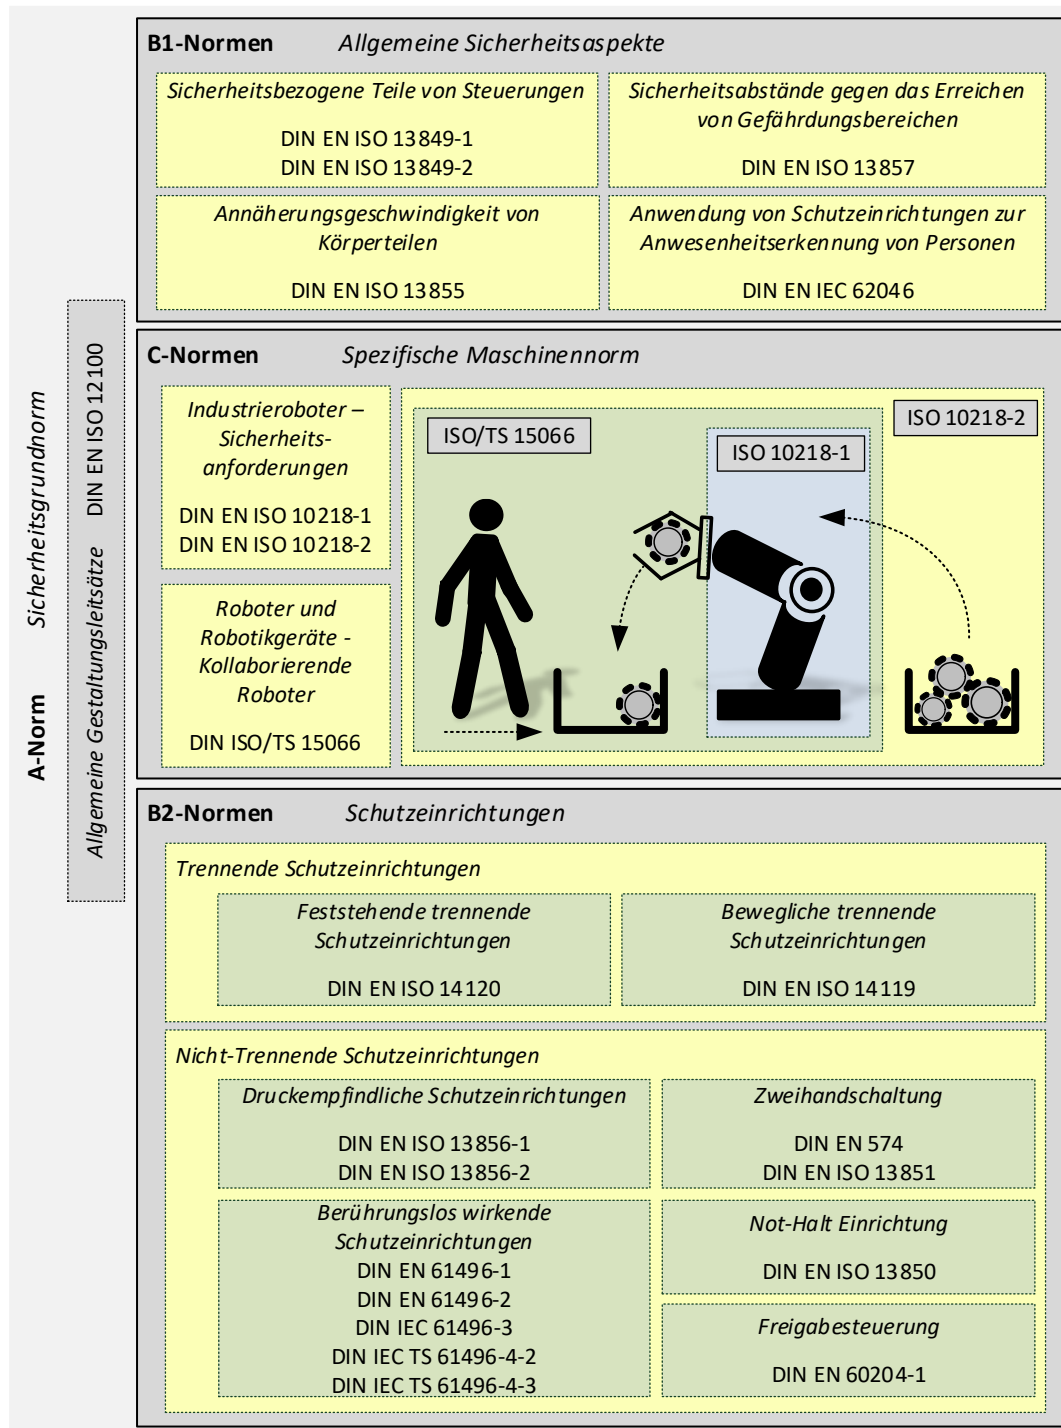 A-Norm Sicherheitsgrundnorm
Allgemeine Gestaltungsleitsätze DIN EN ISO 12100
B1-Normen Allgemeine Sicherheitsaspekte
Sicherheitsbezogene Teile von Steuerungen
DIN EN ISO 13849-1
DIN EN ISO 13849-2
Sicherheitsabstände gegen das Erreichen
von Gefährdungsbereichen
DIN EN ISO 13857
Annäherungsgeschwindigkeit von
Körperteilen
DIN EN ISO 13855
Anwendung von Schutzeinrichtungen zur
Anwesenheitserkennung von Personen
DIN EN IEC 62046
C-Normen Spezifische Maschinennorm
Industrieroboter –
Sicherheits-
anforderungen
DIN EN ISO 10218-1
DIN EN ISO 10218-2
Roboter und
Robotikgeräte -
Kollaborierende
Roboter
DIN ISO/TS 15066
ISO/TS 15066
ISO 10218-1
ISO 10218-2
B2-Normen Schutzeinrichtungen
Trennende Schutzeinrichtungen
Feststehende trennende
Schutzeinrichtungen
DIN EN ISO 14120
Bewegliche trennende
Schutzeinrichtungen
DIN EN ISO 14119
Nicht-Trennende Schutzeinrichtungen
Druckempfindliche Schutzeinrichtungen
DIN EN ISO 13856-1
DIN EN ISO 13856-2
Zweihandschaltung
DIN EN 574
DIN EN ISO 13851
Berührungslos wirkende
Schutzeinrichtungen
DIN EN 61496-1
DIN EN 61496-2
DIN IEC 61496-3
DIN IEC TS 61496-4-2
DIN IEC TS 61496-4-3
Not-Halt Einrichtung
DIN EN ISO 13850
Freigabesteuerung
DIN EN 60204-1